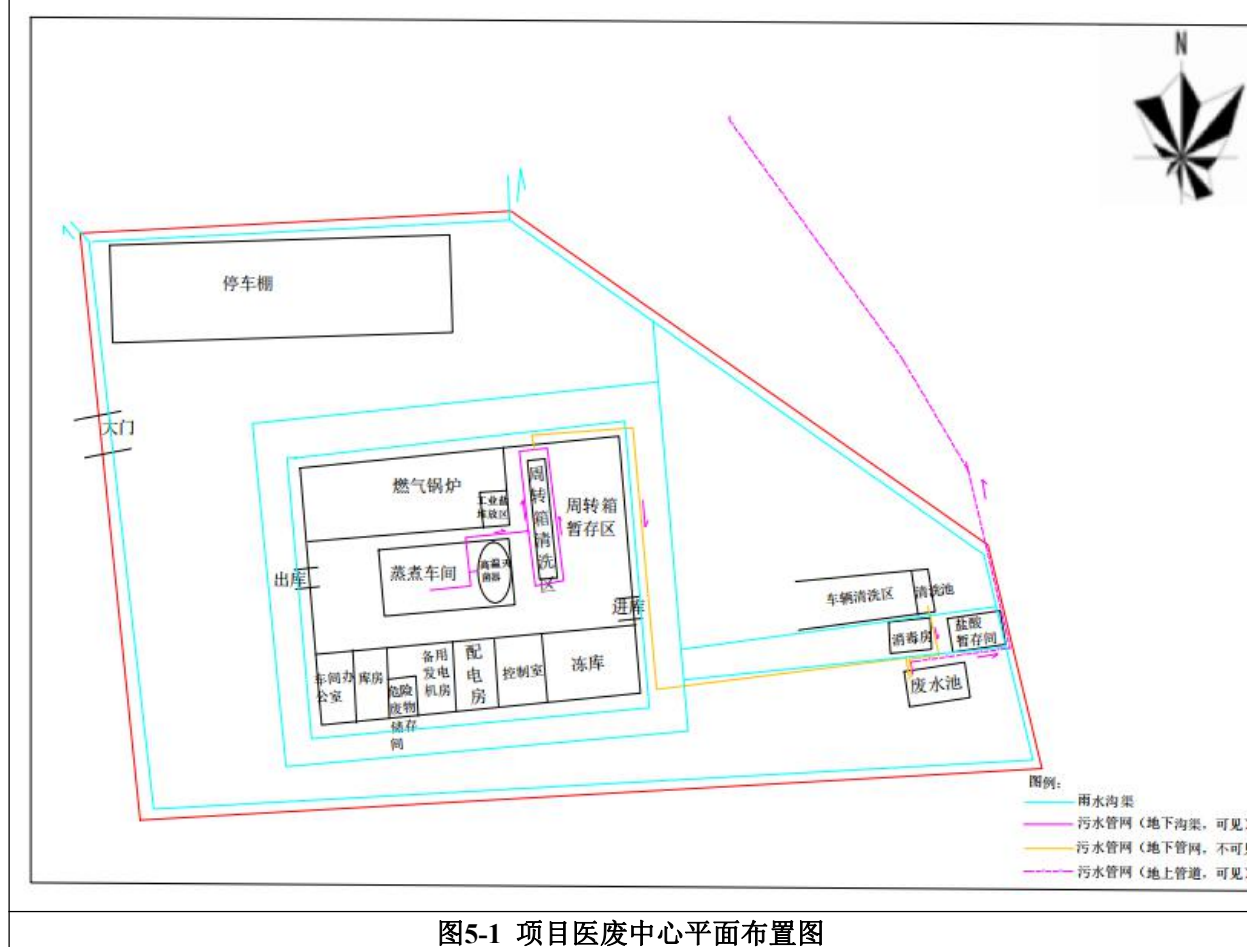 N
停车棚
大门
燃气锅炉
工业盐
堆放区
周转箱清洗区
周转箱
暂存区
蒸煮车间
高温灭
菌器
出库
进库
车间办
公室
库房
危险
废物
储存
间
备用
发电
机房
配电房
控制室
冻库
车辆清洗区
清洗池
消毒房
盐酸
暂存间
废水池
图例：
雨水沟渠
污水管网（地下沟渠，可见）
污水管网（地下管网，不可见
污水管网（地上管道，可见）
图5-1 项目医废中心平面布置图